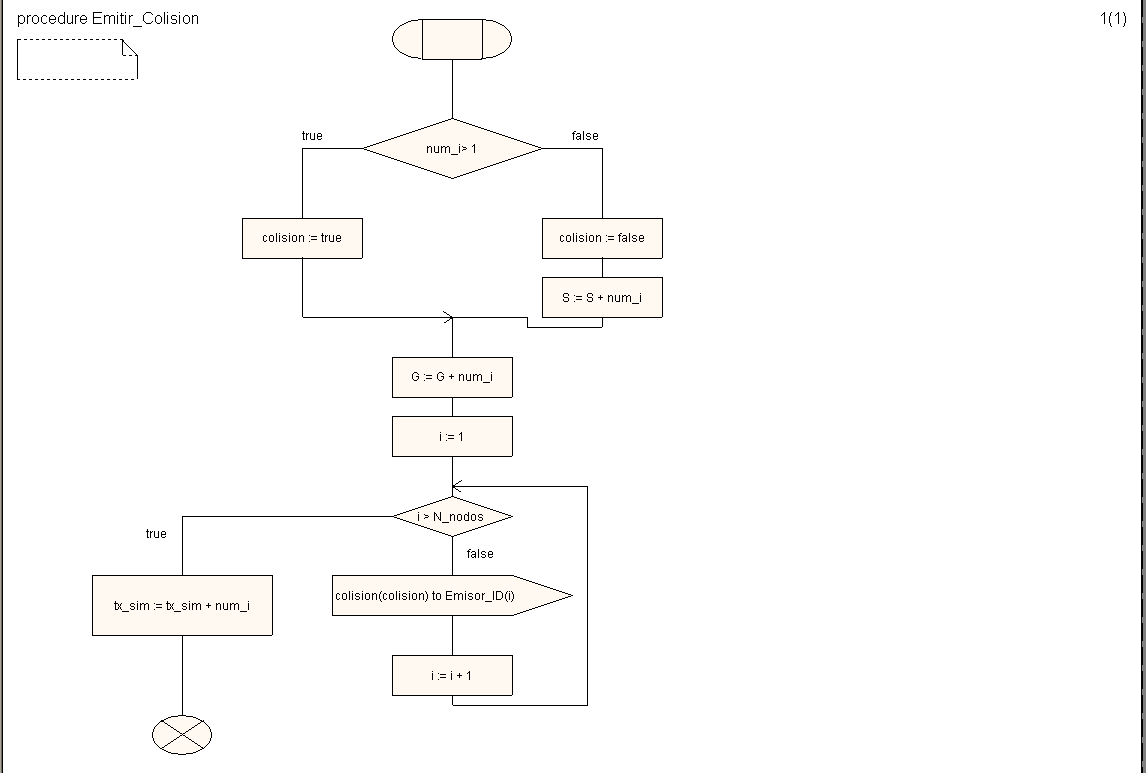 procedure Emitir_Colision
1(1)
true
false
num_i> 1
colision := true
colision := false
S := S + num_i
G := G + num_i
i := 1
i > N_nodos
true
false
tx_sim := tx_sim + num_i
colision(colision) to Emisor_ID(i)
i := i + 1